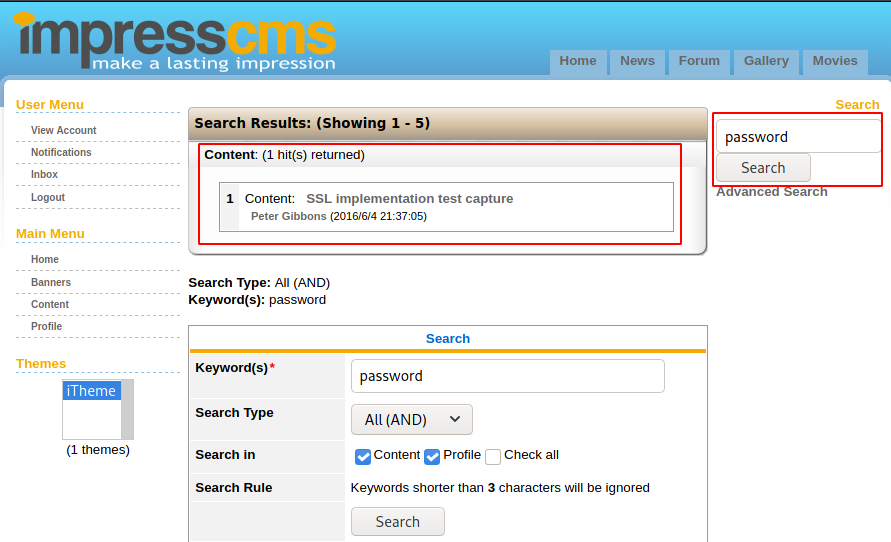 impresscms
make a lasting impression
Home News Forum Gallery Movies
User Menu
View Account
Notifications
Inbox
Logout
Main Menu
Home
Banners
Content
Profile
Themes
iTheme
(1 themes)
Search Results: (Showing 1 - 5)
Content: (1 hit(s) returned)
1 Content: SSL implementation test capture
Peter Gibbons (2016/6/4 21:37:05)
Search Type: All (AND)
Keyword(s): password
Search
Keyword(s)* password
Search Type All (AND)
Search in Content Profile Check all
Search Rule Keywords shorter than 3 characters will be ignored
Search
Search
password
Search
Advanced Search